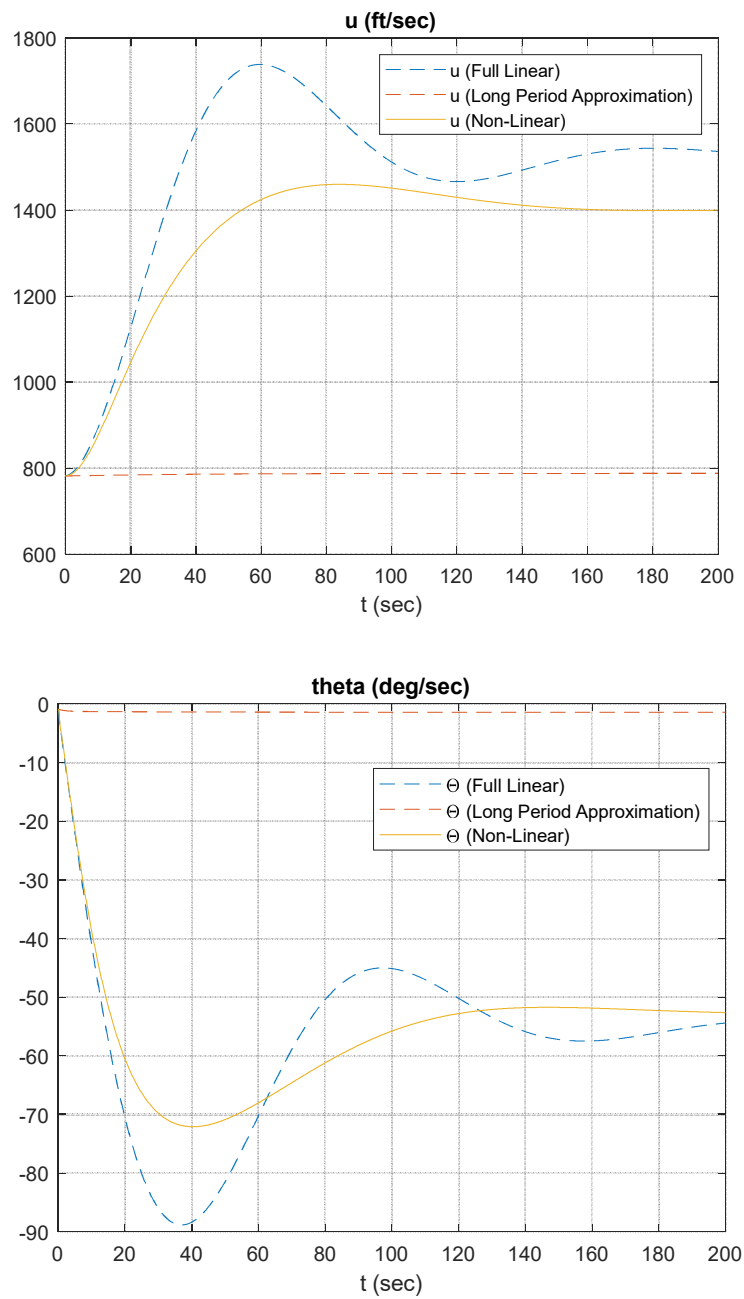 u (ft/sec)
1800
1600
1400
1200
1000
800
600
u (Full Linear)
u (Long Period Approximation)
u (Non-Linear)
0 20 40 60 80 100 120 140 160 180 200
t (sec)
theta (deg/sec)
0
-10
-20
-30
-40
-50
-60
-70
-80
-90
Θ (Full Linear)
Θ (Long Period Approximation)
Θ (Non-Linear)
0 20 40 60 80 100 120 140 160 180 200
t (sec)